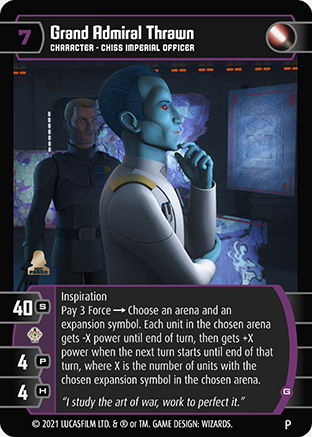 7
Grand Admiral Thrawn
CHARACTER - CHISS IMPERIAL OFFICER
40 S
4 P
4 H
Inspiration
Pay 3 Force → Choose an arena and an
expansion symbol. Each unit in the chosen arena
gets -X power until end of turn, then gets +X
power when the next turn starts until end of that
turn, where X is the number of units with the
chosen expansion symbol in the chosen arena.
G
"I study the art of war, work to perfect it."
© 2021 LUCASFILM LTD. & ® or TM. GAME DESIGN: WIZARDS.
P